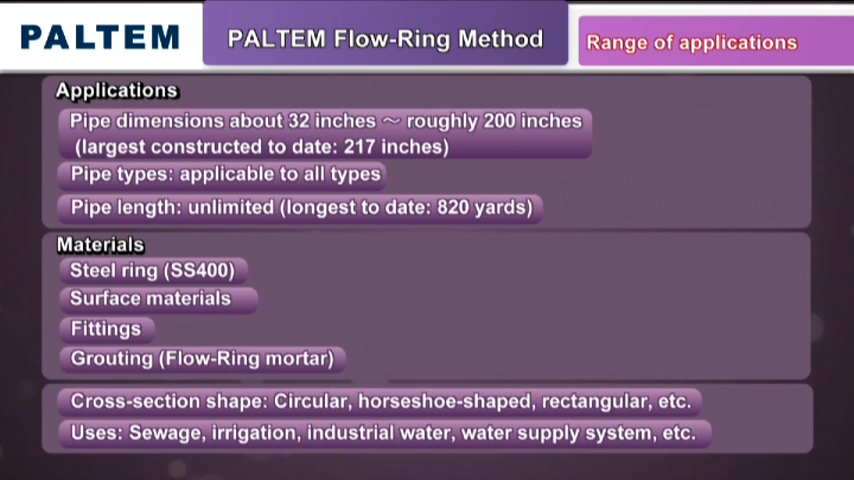 PALTEM
PALTEM Flow-Ring Method
Range of applications
Applications
Pipe dimensions about 32 inches ～ roughly 200 inches
(largest constructed to date: 217 inches)
Pipe types: applicable to all types
Pipe length: unlimited (longest to date: 820 yards)
Materials
Steel ring (SS400)
Surface materials
Fittings
Grouting (Flow-Ring mortar)
Cross-section shape: Circular, horseshoe-shaped, rectangular, etc.
Uses: Sewage, irrigation, industrial water, water supply system, etc.